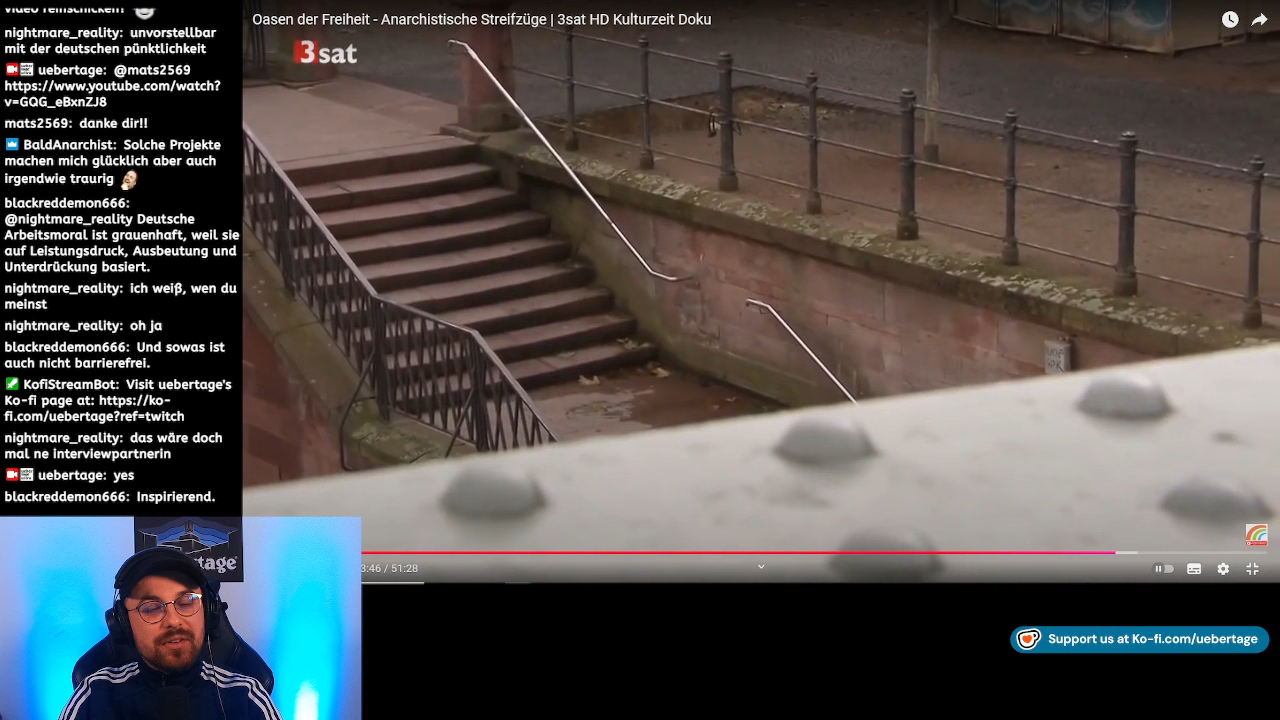 nightmare_reality: unvorstellbar
mit der deutschen pünktlichkeit
uebertage: @mats2569
https://www.youtube.com/watch?
v=GQG_eBxnZJ8
mats2569: danke dir!!
BaldAnarchist: Solche Projekte
machen mich glücklich aber auch
irgendwie traurig
blackreddemon666:
@nightmare_reality Deutsche
Arbeitsmoral ist grauenhaft, weil sie
auf Leistungsdruck, Ausbeutung und
Unterdrückung basiert.
nightmare_reality: ich weiß, wen du
meinst
nightmare_reality: oh ja
blackreddemon666: Und sowas ist
auch nicht barrierefrei.
KofiStreamBot: Visit uebertage's
Ko-fi page at: https://ko-
fi.com/uebertage?ref=twitch
nightmare_reality: das wäre doch
mal ne interviewpartnerin
uebertage: yes
blackreddemon666: Inspirierend.
Oasen der Freiheit - Anarchistische Streifzüge | 3sat HD Kulturzeit Doku
3sat
3:46 / 51:28
Support us at Ko-fi.com/uebertage